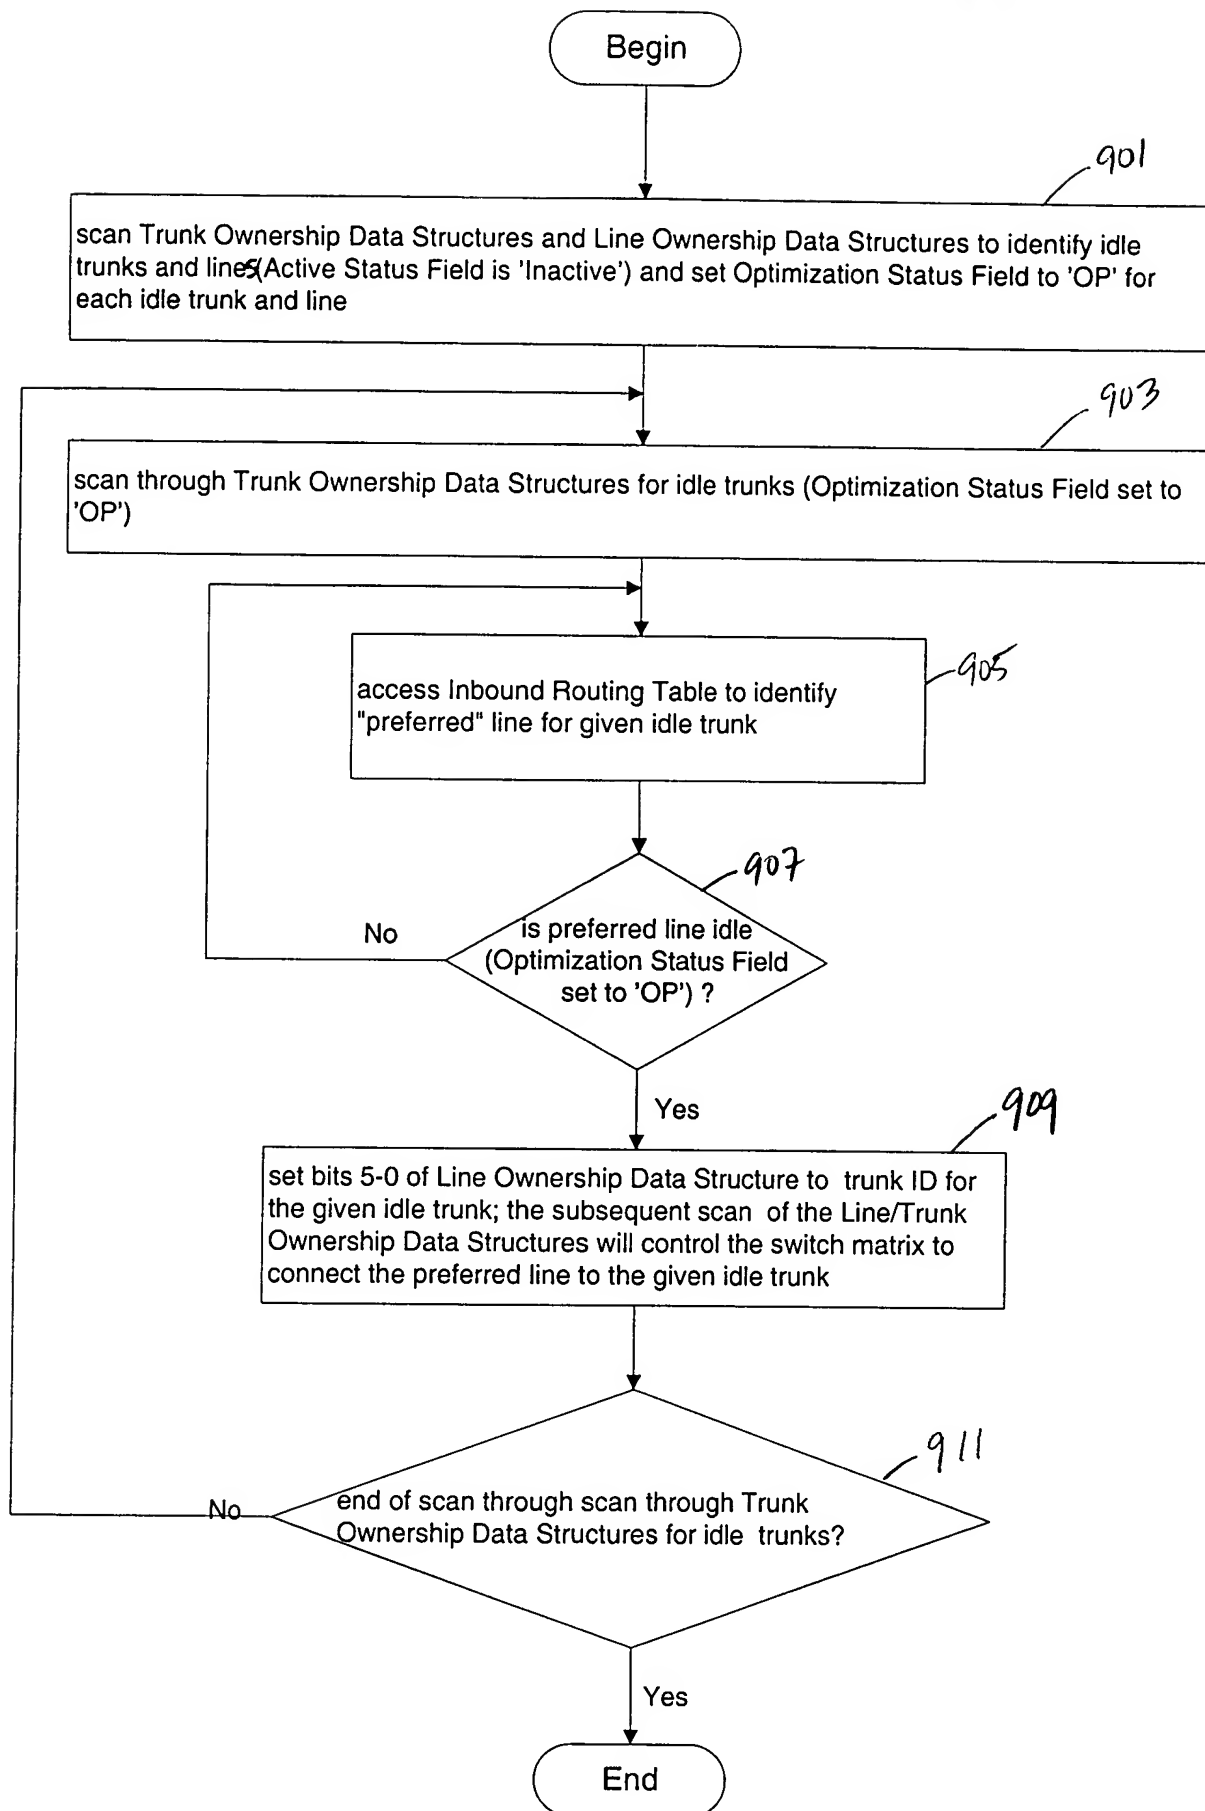 Begin
901
scan Trunk Ownership Data Structures and Line Ownership Data Structures to identify idle
trunks and lines(Active Status Field is 'Inactive') and set Optimization Status Field to 'OP' for
each idle trunk and line
903
scan through Trunk Ownership Data Structures for idle trunks (Optimization Status Field set to
'OP')
905
access Inbound Routing Table to identify
"preferred" line for given idle trunk
907
is preferred line idle
(Optimization Status Field
set to 'OP') ?
No
Yes
909
set bits 5-0 of Line Ownership Data Structure to trunk ID for
the given idle trunk; the subsequent scan of the Line/Trunk
Ownership Data Structures will control the switch matrix to
connect the preferred line to the given idle trunk
911
end of scan through scan through Trunk
Ownership Data Structures for idle trunks?
No
Yes
End